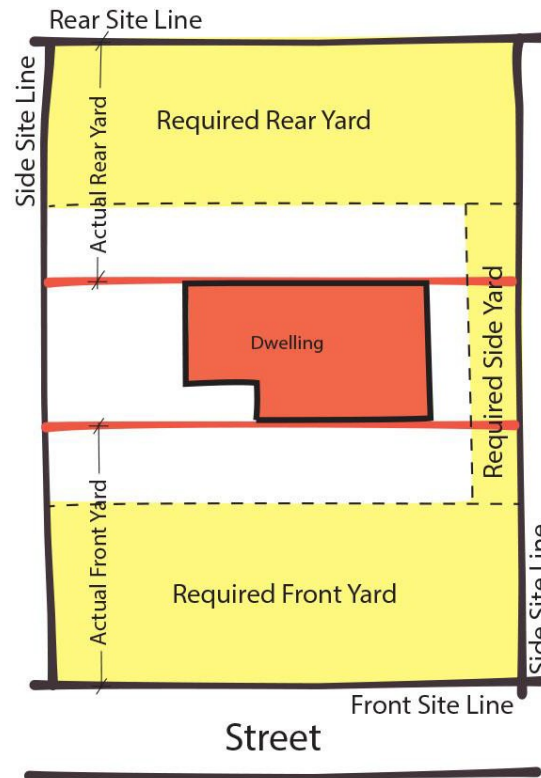 Rear Site Line
Side Site Line
Actual Rear Yard
Required Rear Yard
Dwelling
Required Side Yard
Actual Front Yard
Required Front Yard
Side Site Line
Front Site Line
Street